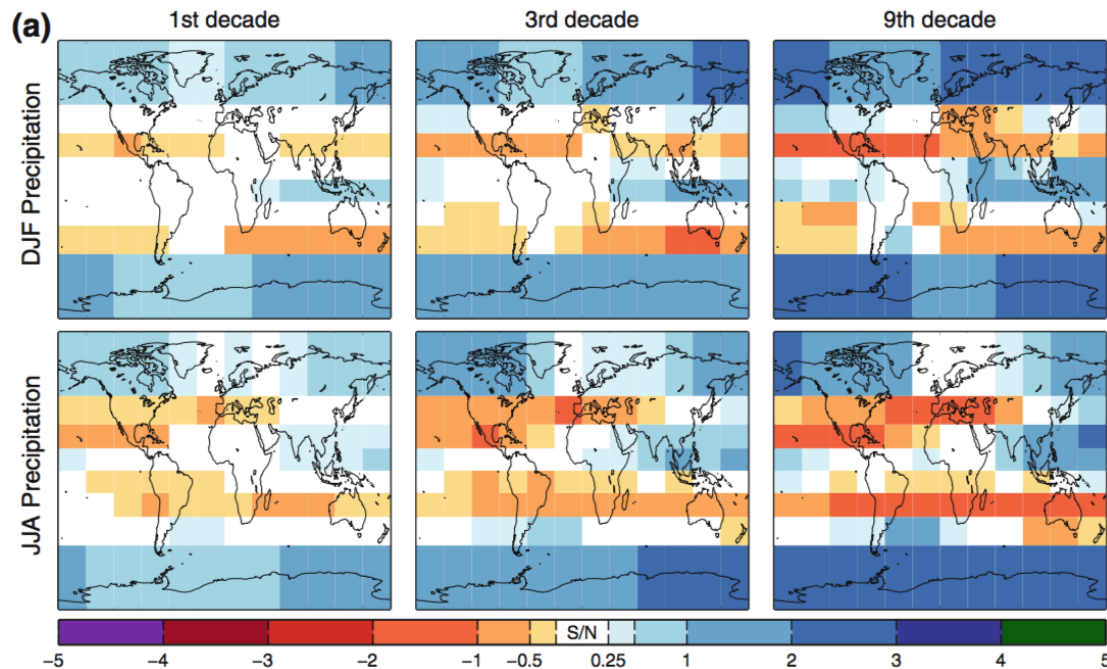 (a)
1st decade 3rd decade 9th decade
DJF Precipitation
JJA Precipitation
S/N
−5 −4 −3 −2 −1 −0.5 0.25 1 2 3 4 5